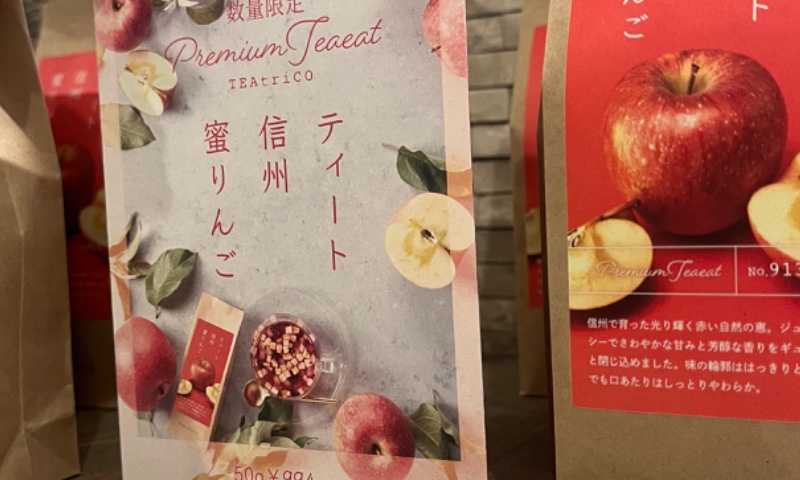 数量限定
Premium Teaeat
TEAtriCO
ティート
信州
蜜りんご
Premium Teaeat
No.913
信州で育った光り輝く赤い自然の恵。ジュ
シーでさわやかな甘みと芳醇な香りをギュ
と閉じ込めました。味の輪郭ははっきりと
でも口あたりはしっとりやわらか。
50g